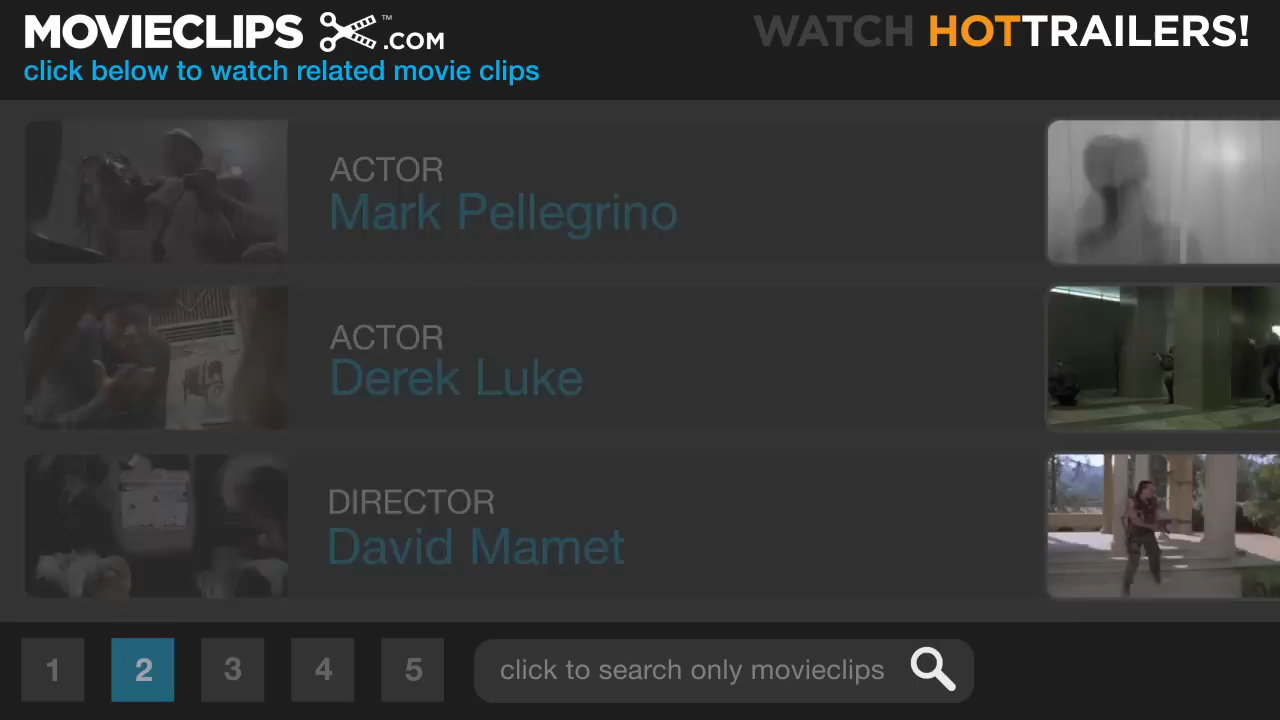 MOVIECLIPS.COM™
WATCH HOTTRAILERS!
click below to watch related movie clips
ACTOR
Mark Pellegrino
ACTOR
Derek Luke
DIRECTOR
David Mamet
1 2 3 4 5 click to search only movieclips